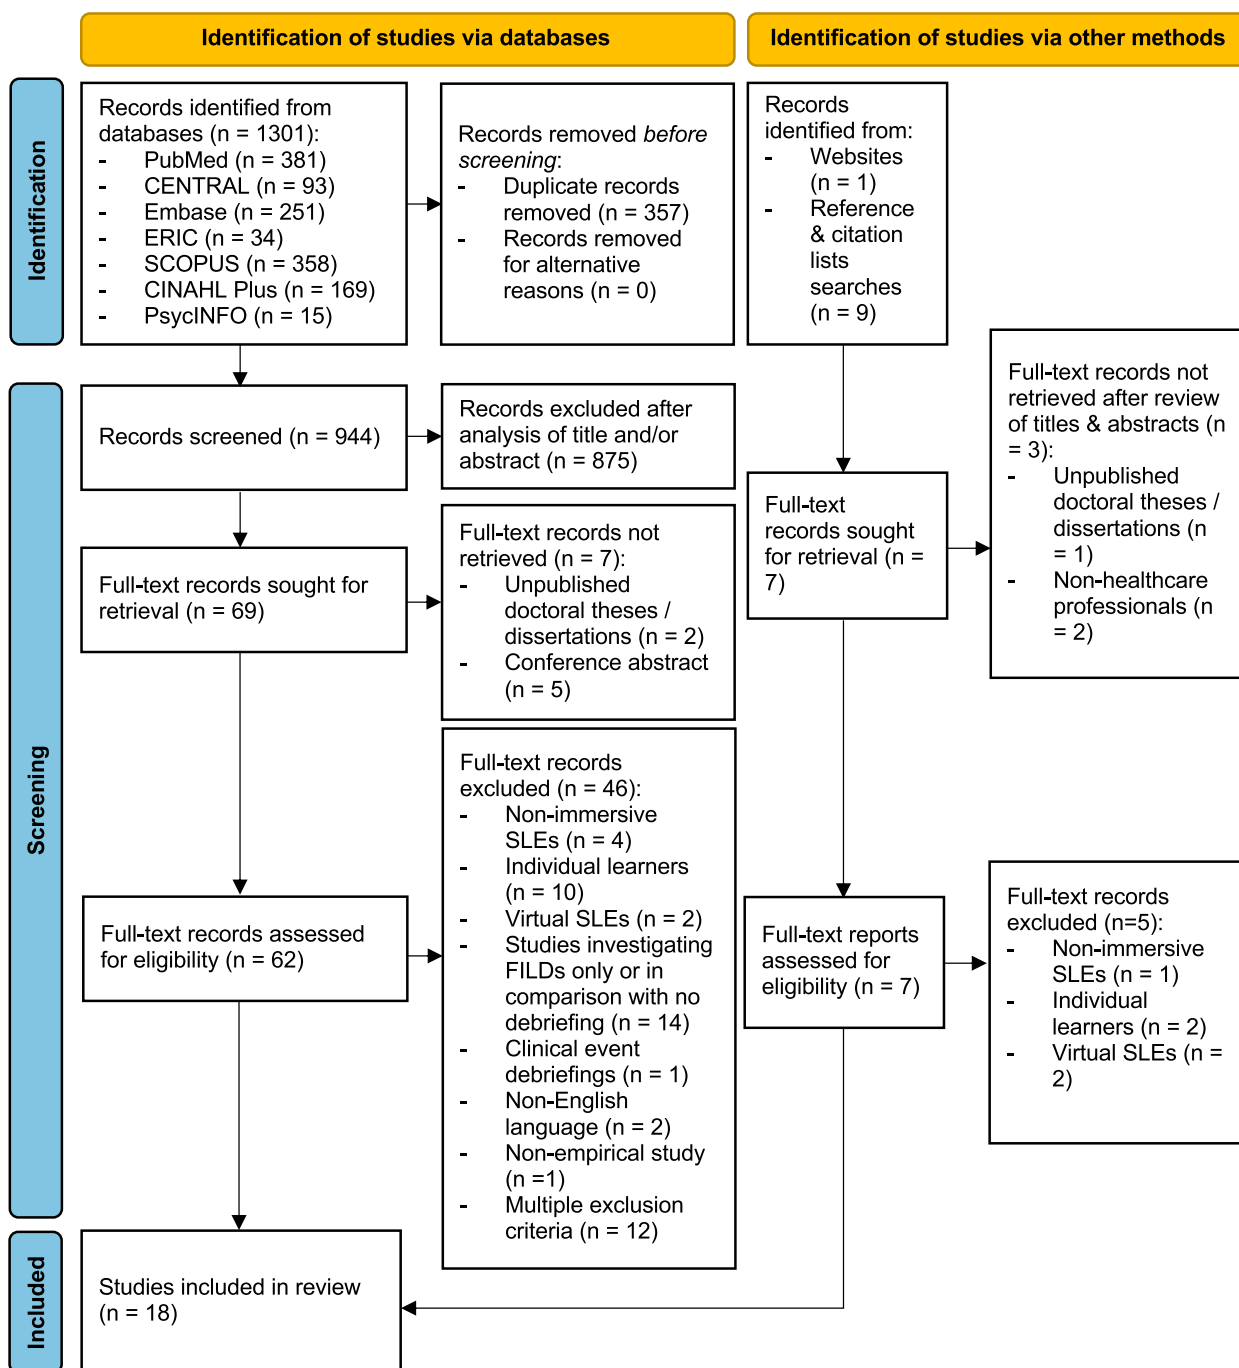 Identification of studies via databases
Identification of studies via other methods
Identification
Records identified from
databases (n = 1301):
- PubMed (n = 381)
- CENTRAL (n = 93)
- Embase (n = 251)
- ERIC (n = 34)
- SCOPUS (n = 358)
- CINAHL Plus (n = 169)
- PsycINFO (n = 15)
Records removed before
screening:
- Duplicate records
removed (n = 357)
- Records removed
for alternative
reasons (n = 0)
Records
identified from:
- Websites
(n = 1)
- Reference
& citation
lists
searches
(n = 9)
Screening
Records screened (n = 944)
Records excluded after
analysis of title and/or
abstract (n = 875)
Full-text records sought for
retrieval (n = 69)
Full-text records not
retrieved (n = 7):
- Unpublished
doctoral theses /
dissertations (n = 2)
- Conference abstract
(n = 5)
Full-text
records sought
for retrieval (n =
7)
Full-text records not
retrieved after review
of titles & abstracts (n
= 3):
- Unpublished
doctoral theses /
dissertations (n
= 1)
- Non-healthcare
professionals (n
= 2)
Full-text records assessed
for eligibility (n = 62)
Full-text records
excluded (n = 46):
- Non-immersive
SLEs (n = 4)
- Individual learners
(n = 10)
- Virtual SLEs (n = 2)
- Studies investigating
FILDs only or in
comparison with no
debriefing (n = 14)
- Clinical event
debriefings (n = 1)
- Non-English
language (n = 2)
- Non-empirical study
(n =1)
- Multiple exclusion
criteria (n = 12)
Full-text reports
assessed for
eligibility (n = 7)
Full-text records
excluded (n=5):
- Non-immersive
SLEs (n = 1)
- Individual
learners (n = 2)
- Virtual SLEs (n =
2)
Included
Studies included in review
(n = 18)